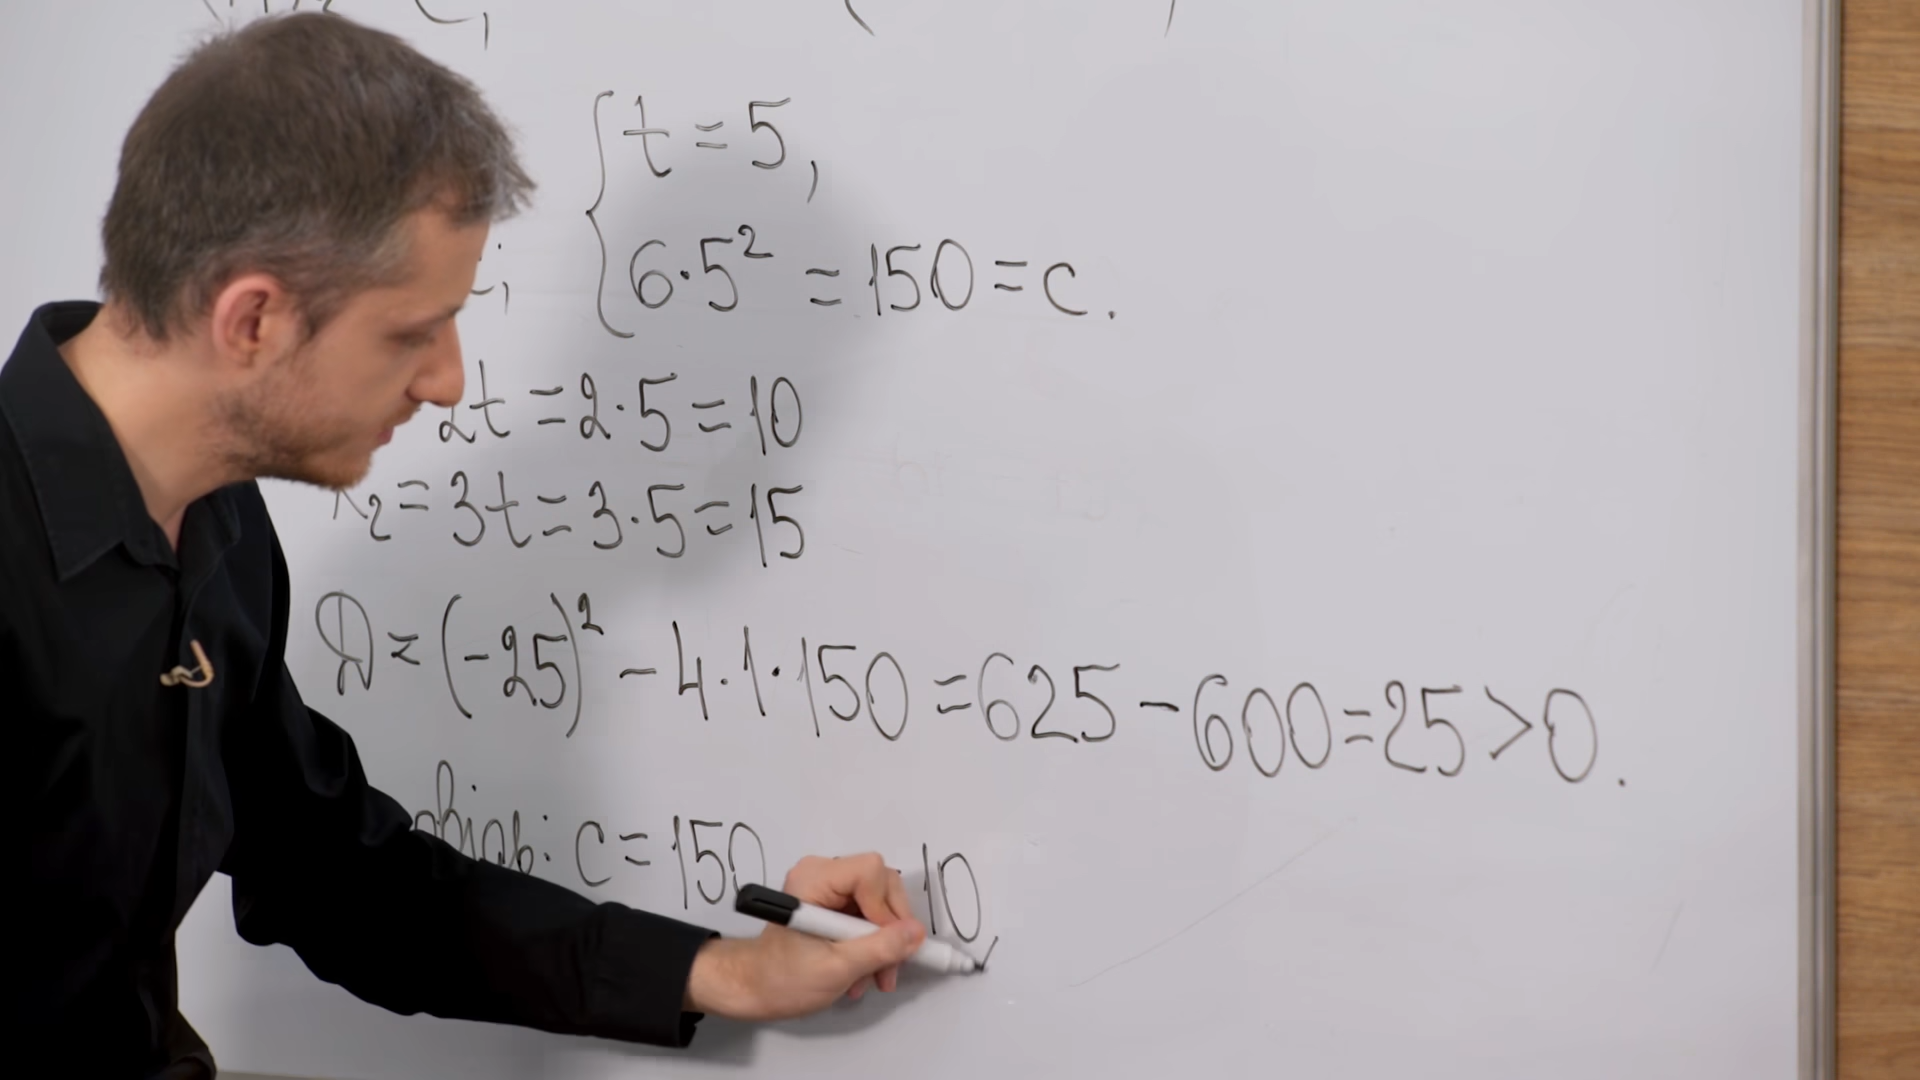 t = 5,
6·5² = 150 = c.
2t = 2·5 = 10
x₂ = 3t = 3·5 = 15
D = (-25)² - 4·1·150 = 625 - 600 = 25 > 0.
c = 150 10,